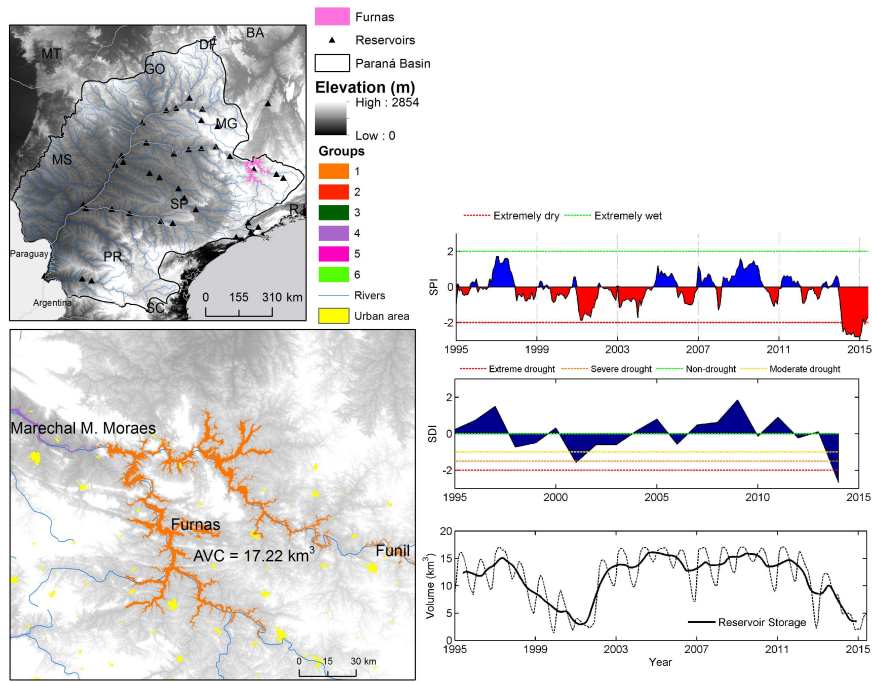 Furnas
Reservoirs
Paraná Basin
Elevation (m)
High : 2854
Low : 0
Groups
1
2
3
4
5
6
Rivers
Urban area
BA
DF
MT
GO
MG
MS
SP
R
PR
SC
Paraguay
Argentina
0 155 310 km
Marechal M. Moraes
Furnas
AVC = 17.22 km3
Funil
0 15 30 km
Extremely dry Extremely wet
SPI
2
0
-2
1995 1999 2003 2007 2011 2015
Extreme drought Severe drought Non-drought Moderate drought
SDI
2
0
-2
1995 2000 2005 2010 2015
Volume (km3)
20
15
10
5
0
Reservoir Storage
1995 1999 2003 2007 2011 2015
Year